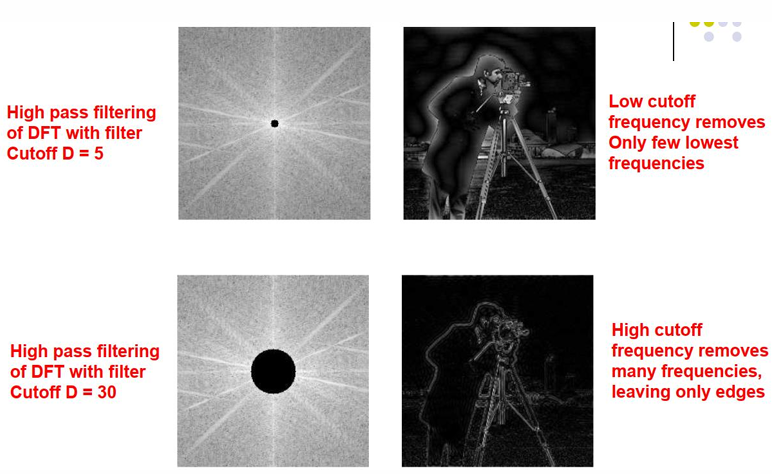 High pass filtering
of DFT with filter
Cutoff D = 5
Low cutoff
frequency removes
Only few lowest
frequencies
High pass filtering
of DFT with filter
Cutoff D = 30
High cutoff
frequency removes
many frequencies,
leaving only edges